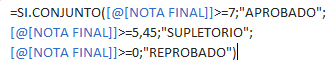 =SI.CONJUNTO([@[NOTA FINAL]]>=7;"APROBADO";
[@[NOTA FINAL]]>=5,45;"SUPLETORIO";
[@[NOTA FINAL]]>=0;"REPROBADO")